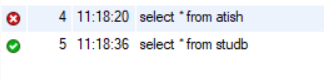 4 11:18:20 select * from atish
5 11:18:36 select * from studb